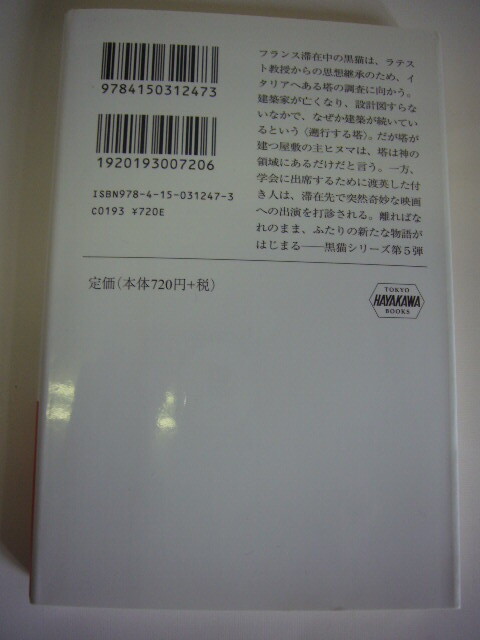 9784150312473
1920193007206
ISBN978-4-15-031247-3
C0193 ¥720E
フランス滞在中の黒猫は、ラテス
ト教授からの思想継承のため、イ
タリアへある塔の調査に向かう。
建築家が亡くなり、設計図すらな
いなかで、なぜか建築が続いてい
るという〈遡行する塔〉。だが塔が
建つ屋敷の主ヒヌマは、塔は神の
領域にあるだけだと言う。一方、
学会に出席するために渡英した付
き人は、滞在先で突然奇妙な映画
への出演を打診される。離ればな
れのまま、ふたりの新たな物語が
はじまる――黒猫シリーズ第5弾
定価(本体720円+税)
TOKYO
HAYAKAWA
BOOKS